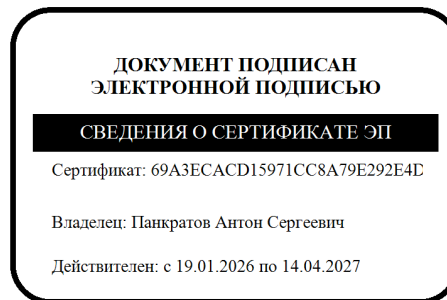 ДОКУМЕНТ ПОДПИСАН
ЭЛЕКТРОННОЙ ПОДПИСЬЮ
СВЕДЕНИЯ О СЕРТИФИКАТЕ ЭП
Сертификат: 69A3ECACD15971CC8A79E292E4D
Владелец: Панкратов Антон Сергеевич
Действителен: с 19.01.2026 по 14.04.2027